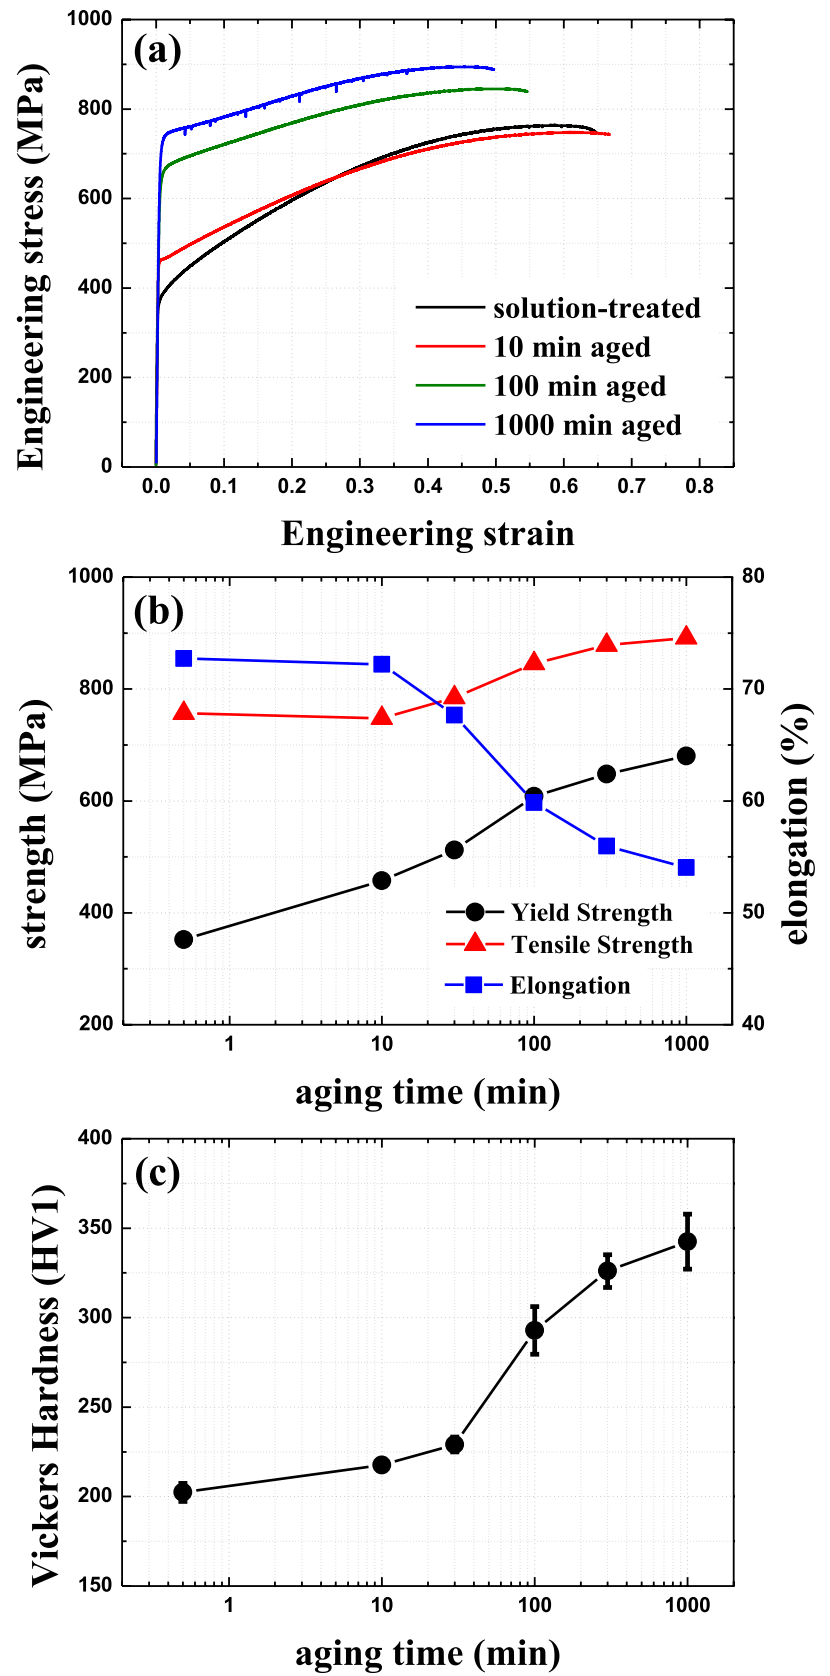 (a)
Engineering stress (MPa)
1000
800
600
400
200
0
solution-treated
10 min aged
100 min aged
1000 min aged
0.0 0.1 0.2 0.3 0.4 0.5 0.6 0.7 0.8
Engineering strain
(b)
strength (MPa)
1000
800
600
400
200
80
70
60
50
40
elongation (%)
Yield Strength
Tensile Strength
Elongation
1 10 100 1000
aging time (min)
(c)
Vickers Hardness (HV1)
400
350
300
250
200
150
1 10 100 1000
aging time (min)